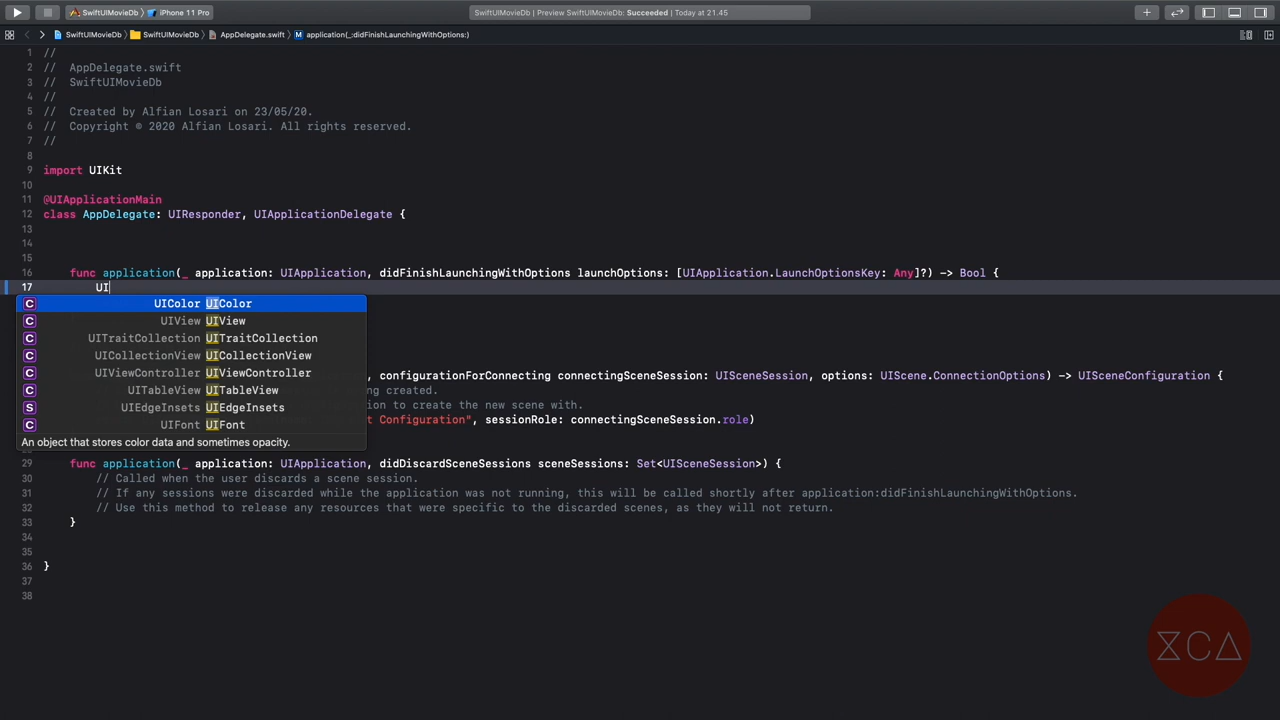 SwiftUIMovieDb iPhone 11 Pro SwiftUIMovieDb | Preview SwiftUIMovieDb: Succeeded | Today at 21.45
SwiftUIMovieDb SwiftUIMovieDb AppDelegate.swift M application(_:didFinishLaunchingWithOptions:)
1 //
2 // AppDelegate.swift
3 // SwiftUIMovieDb
4 //
5 // Created by Alfian Losari on 23/05/20.
6 // Copyright © 2020 Alfian Losari. All rights reserved.
7 //
8
9 import UIKit
10
11 @UIApplicationMain
12 class AppDelegate: UIResponder, UIApplicationDelegate {
13
14
15
16 func application(_ application: UIApplication, didFinishLaunchingWithOptions launchOptions: [UIApplication.LaunchOptionsKey: Any]?) -> Bool {
17 UI
C UIColor UIColor
C UIView UIView
C UITraitCollection UITraitCollection
C UICollectionView UICollectionView
C UIViewController UIViewController
, configurationForConnecting connectingSceneSession: UISceneSession, options: UIScene.ConnectionOptions) -> UISceneConfiguration {
C UITableView UITableView
ng created.
S UIEdgeInsets UIEdgeInsets
ion to create the new scene with.
C UIFont UIFont
t Configuration", sessionRole: connectingSceneSession.role)
An object that stores color data and sometimes opacity.
29 func application(_ application: UIApplication, didDiscardSceneSessions sceneSessions: Set<UISceneSession>) {
30 // Called when the user discards a scene session.
31 // If any sessions were discarded while the application was not running, this will be called shortly after application:didFinishLaunchingWithOptions.
32 // Use this method to release any resources that were specific to the discarded scenes, as they will not return.
33 }
34
35
36 }
37
38
XCA